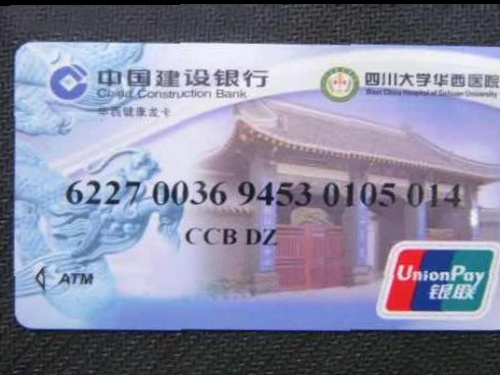 中国建设银行
China Construction Bank
华西健康龙卡
四川大学华西医院
West China Hospital of Sichuan University
6227 0036 9453 0105 014
CCB DZ
ATM
UnionPay
银联